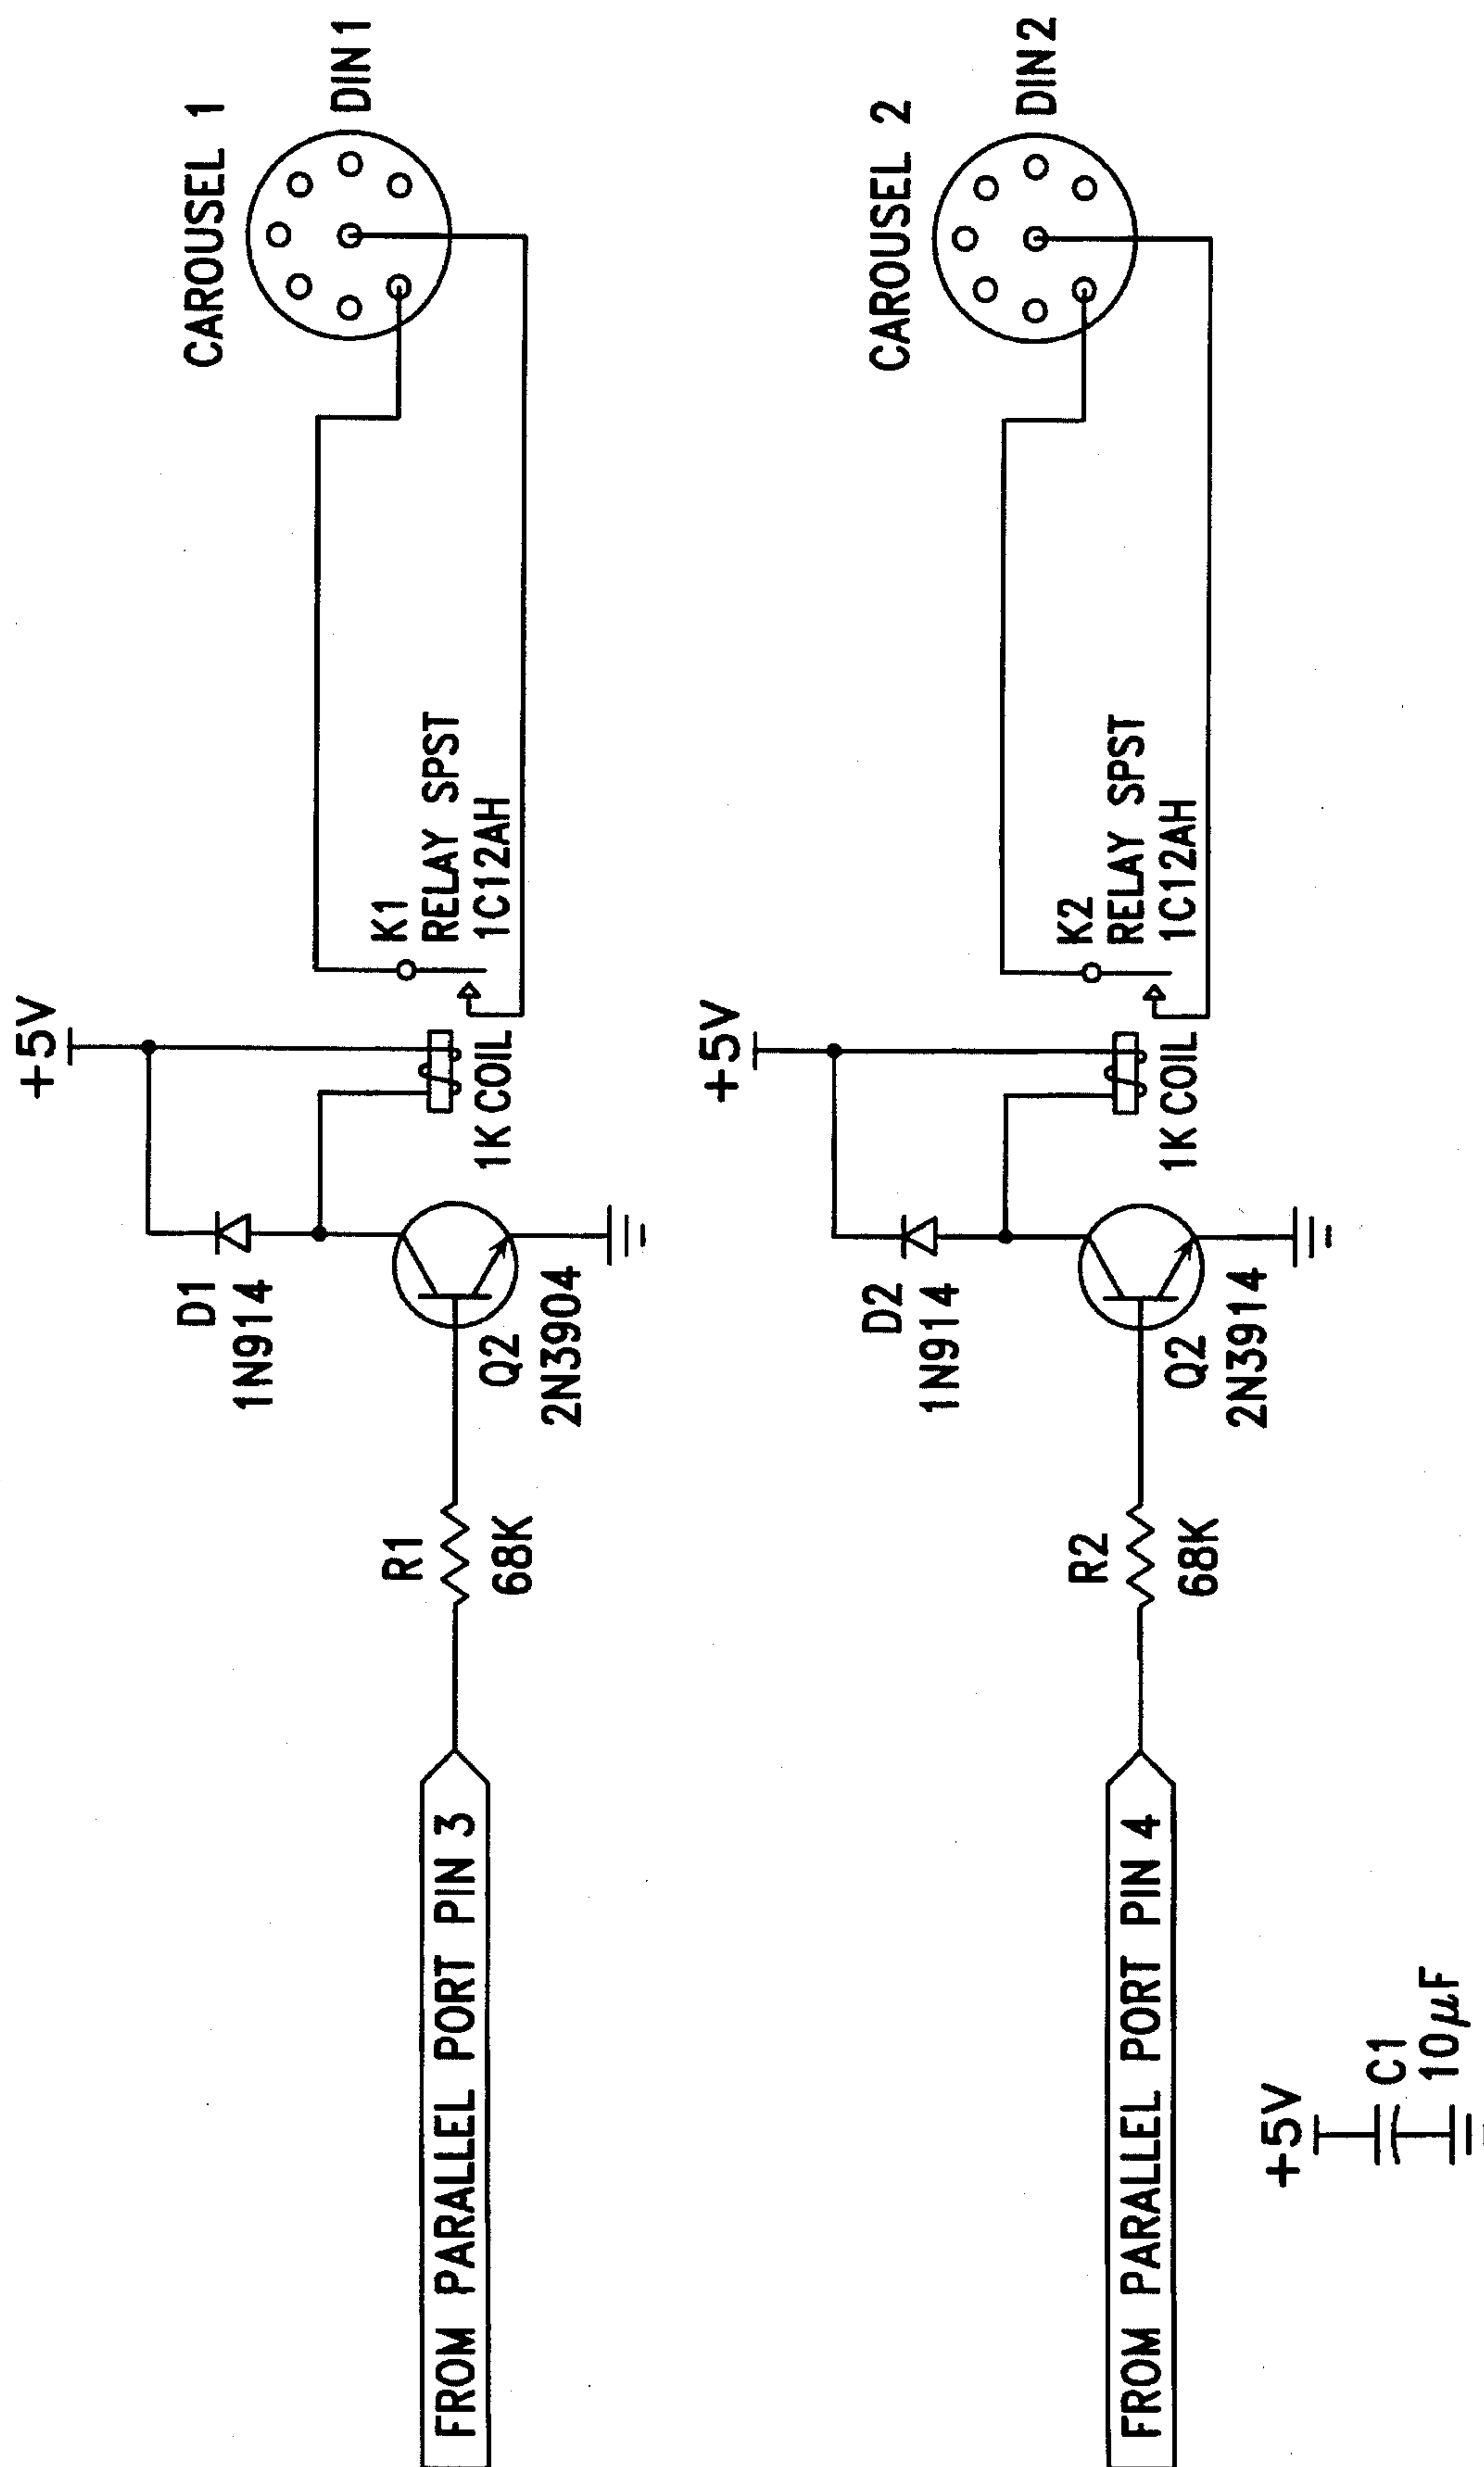 FROM PARALLEL PORT PIN 3
R1
68K
Q2
2N3904
D1
1N914
+5V
1K COIL
K1
RELAY SPST
1C12AH
CAROUSEL 1
DIN1
FROM PARALLEL PORT PIN 4
R2
68K
Q2
2N3914
D2
1N914
+5V
1K COIL
K2
RELAY SPST
1C12AH
CAROUSEL 2
DIN2
+5V
C1
10µF